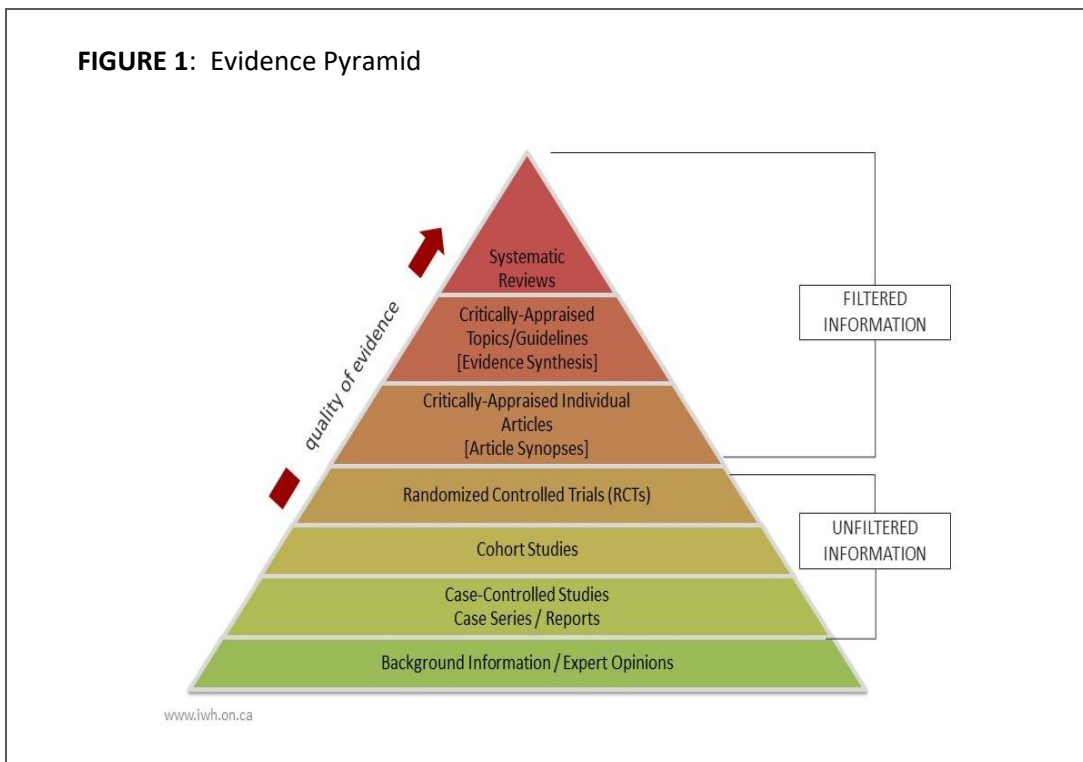 FIGURE 1: Evidence Pyramid
quality of evidence
Systematic
Reviews
Critically-Appraised
Topics/Guidelines
[Evidence Synthesis]
Critically-Appraised Individual
Articles
[Article Synopses]
Randomized Controlled Trials (RCTs)
Cohort Studies
Case-Controlled Studies
Case Series / Reports
Background Information / Expert Opinions
FILTERED
INFORMATION
UNFILTERED
INFORMATION
www.iwh.on.ca